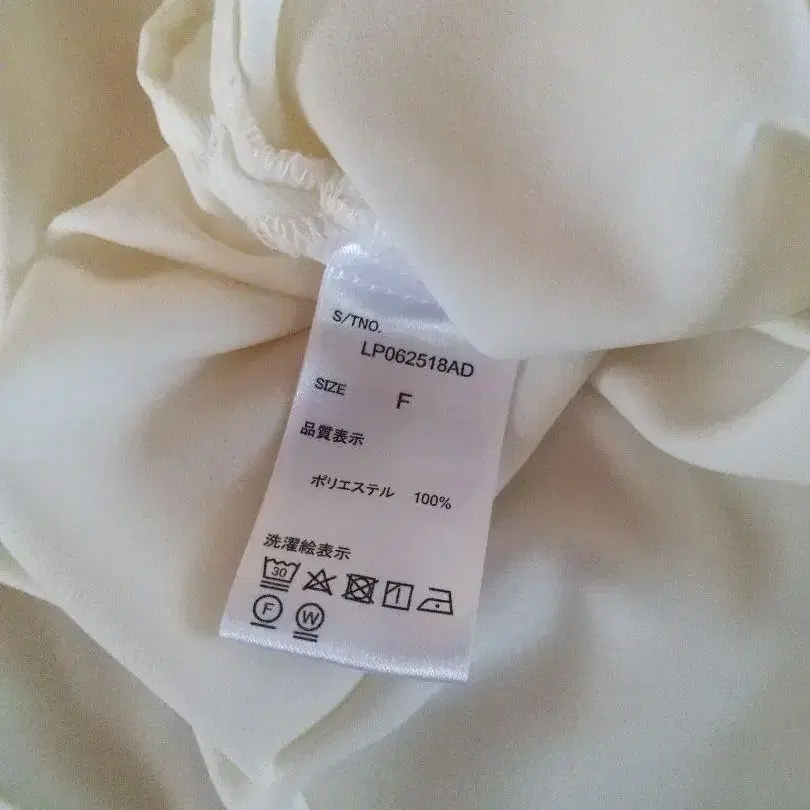 S/TNO.
LP062518AD
SIZE F
品質表示
ポリエステル 100%
洗濯絵表示
30
F W